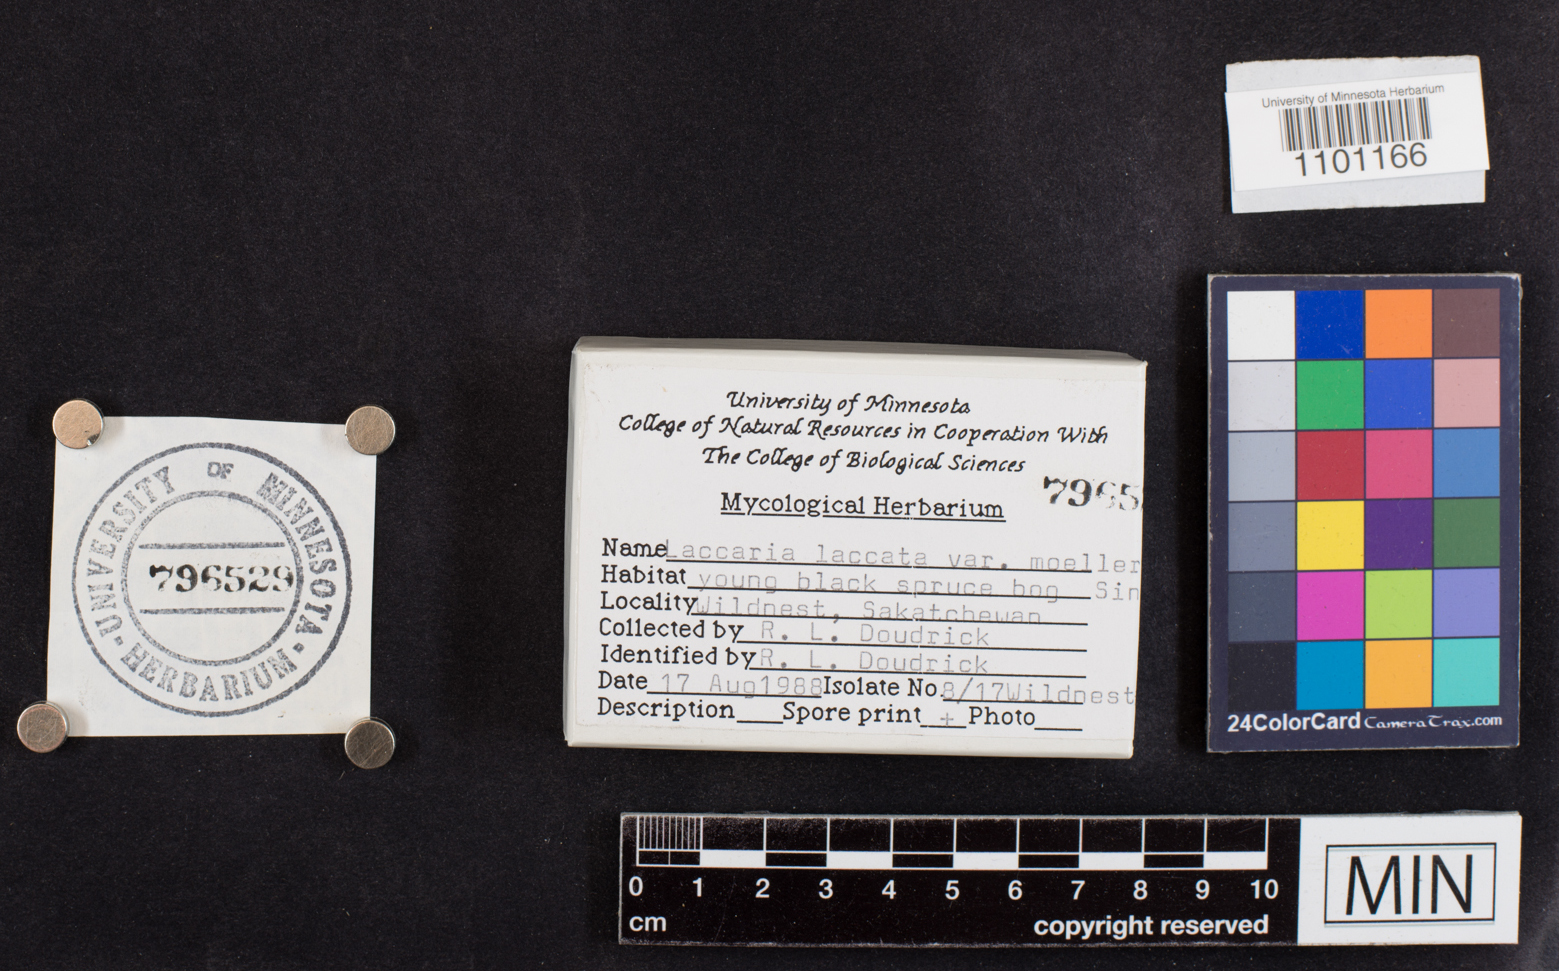 University of Minnesota Herbarium
1101166
University of Minnesota
College of Natural Resources in Cooperation With
The College of Biological Sciences
7965
Mycological Herbarium
Name Laccaria laccata var. moeller
Habitat young black spruce bog Sin
Locality Wildnest, Sakatchewan
Collected by R. L. Doudrick
Identified by R. L. Doudrick
Date 17 Aug1988 Isolate No. 8/17Wildnest
Description Spore print + Photo
UNIVERSITY OF MINNESOTA
796529
HERBARIUM
24ColorCard CameraTrax.com
0 1 2 3 4 5 6 7 8 9 10
cm copyright reserved
MIN